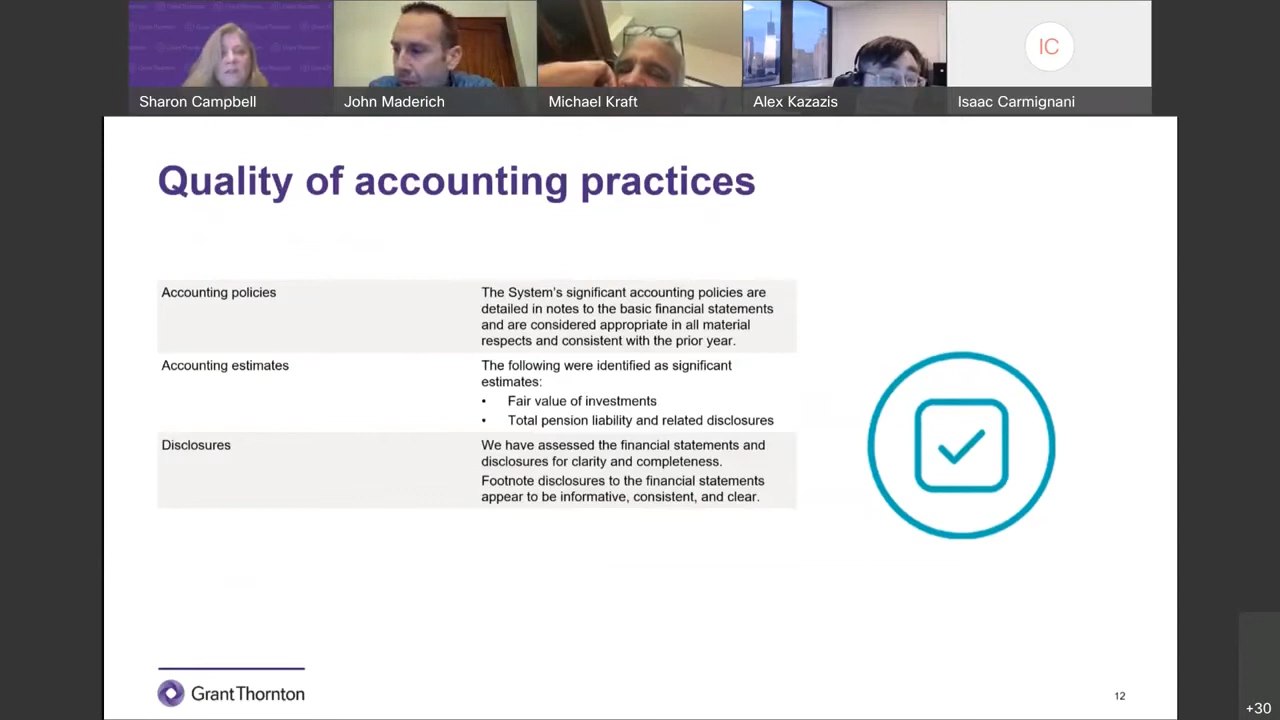 Sharon Campbell
John Maderich
Michael Kraft
Alex Kazazis
IC
Isaac Carmignani
Quality of accounting practices
Accounting policies
The System's significant accounting policies are
detailed in notes to the basic financial statements
and are considered appropriate in all material
respects and consistent with the prior year.
Accounting estimates
The following were identified as significant
estimates:
• Fair value of investments
• Total pension liability and related disclosures
Disclosures
We have assessed the financial statements and
disclosures for clarity and completeness.
Footnote disclosures to the financial statements
appear to be informative, consistent, and clear.
GrantThornton
12
+30